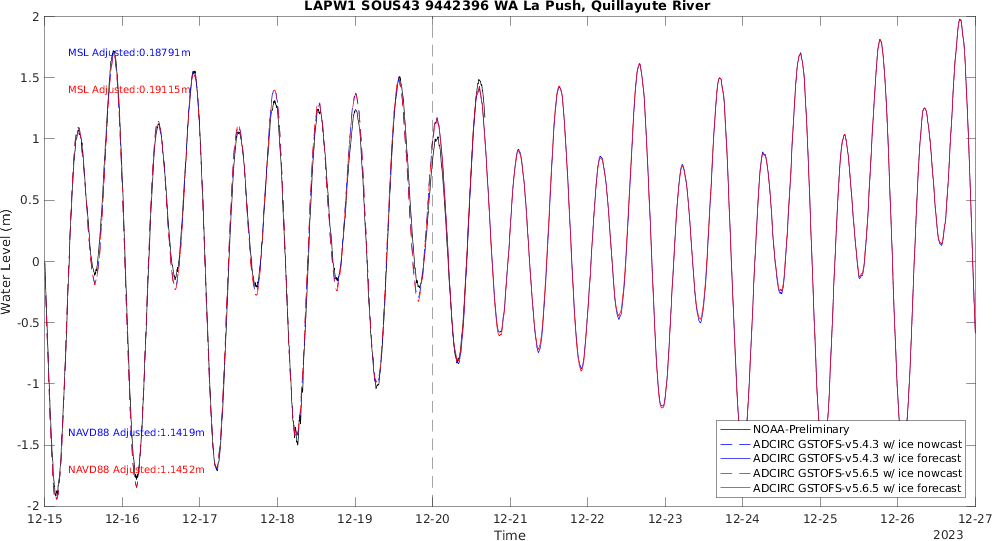 LAPW1 SOUS43 9442396 WA La Push, Quillayute River
MSL Adjusted:0.18791m
MSL Adjusted:0.19115m
NAVD88 Adjusted:1.1419m
NAVD88 Adjusted:1.1452m
Water Level (m)
2
1.5
1
0.5
0
-0.5
-1
-1.5
-2
NOAA-Preliminary
ADCIRC GSTOFS-v5.4.3 w/ ice nowcast
ADCIRC GSTOFS-v5.4.3 w/ ice forecast
ADCIRC GSTOFS-v5.6.5 w/ ice nowcast
ADCIRC GSTOFS-v5.6.5 w/ ice forecast
12-15 12-16 12-17 12-18 12-19 12-20 12-21 12-22 12-23 12-24 12-25 12-26 12-27
Time
2023